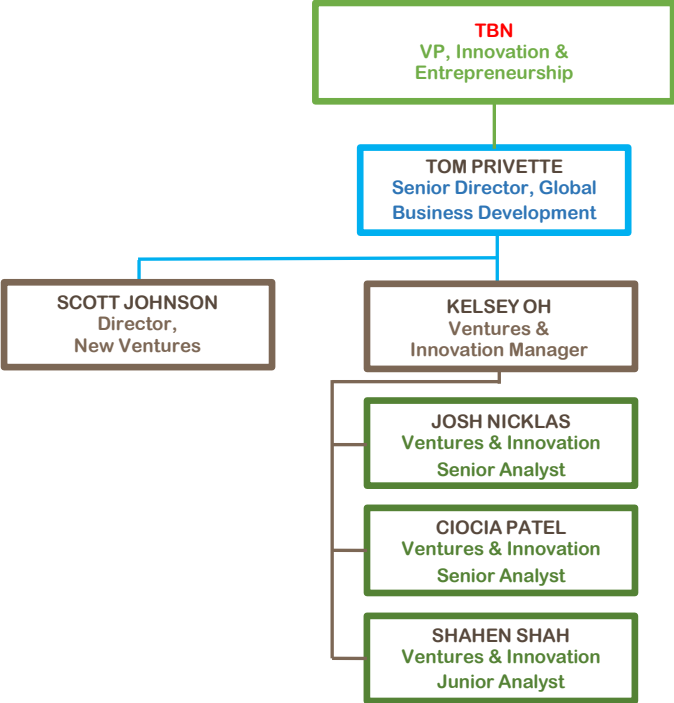 TBN
VP, Innovation &
Entrepreneurship
TOM PRIVETTE
Senior Director, Global
Business Development
SCOTT JOHNSON
Director,
New Ventures
KELSEY OH
Ventures &
Innovation Manager
JOSH NICKLAS
Ventures & Innovation
Senior Analyst
CIOCIA PATEL
Ventures & Innovation
Senior Analyst
SHAHEN SHAH
Ventures & Innovation
Junior Analyst